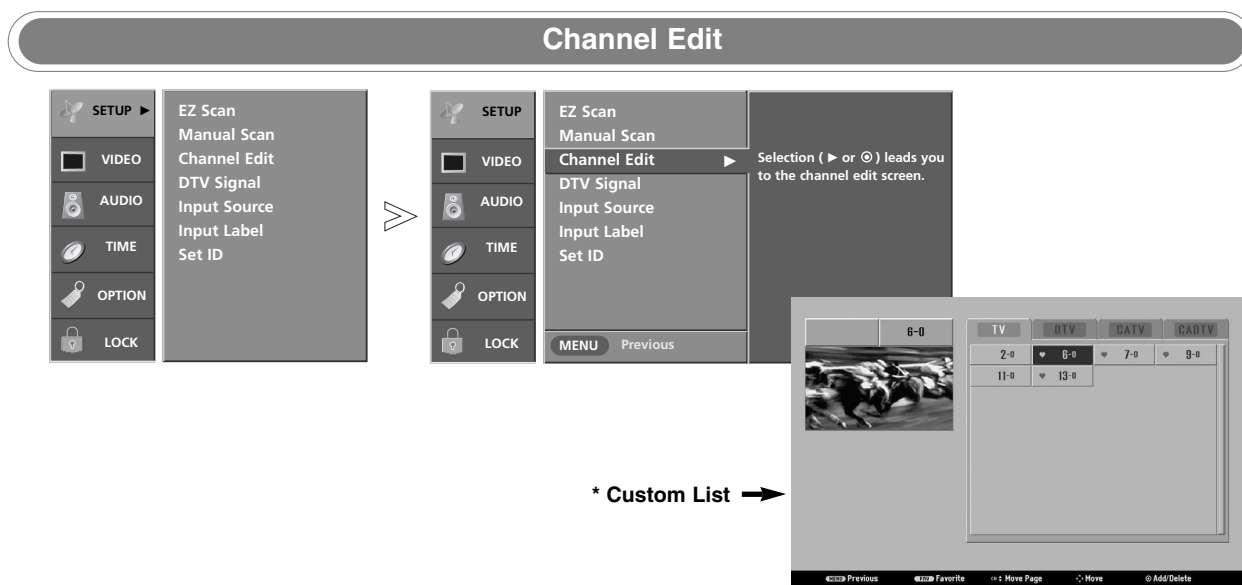 Channel Edit
SETUP ►
VIDEO
AUDIO
TIME
OPTION
LOCK
EZ Scan
Manual Scan
Channel Edit
DTV Signal
Input Source
Input Label
Set ID
SETUP
VIDEO
AUDIO
TIME
OPTION
LOCK
EZ Scan
Manual Scan
Channel Edit ►
DTV Signal
Input Source
Input Label
Set ID
MENU Previous
Selection ( ► or ⊙ ) leads you
to the channel edit screen.
6-0
TV DTV CATV CADTV
2-0 ♥ 6-0 ♥ 7-0 ♥ 9-0
11-0 ♥ 13-0
* Custom List
MENU Previous FAV Favorite CH Move Page Move ⊙ Add/Delete